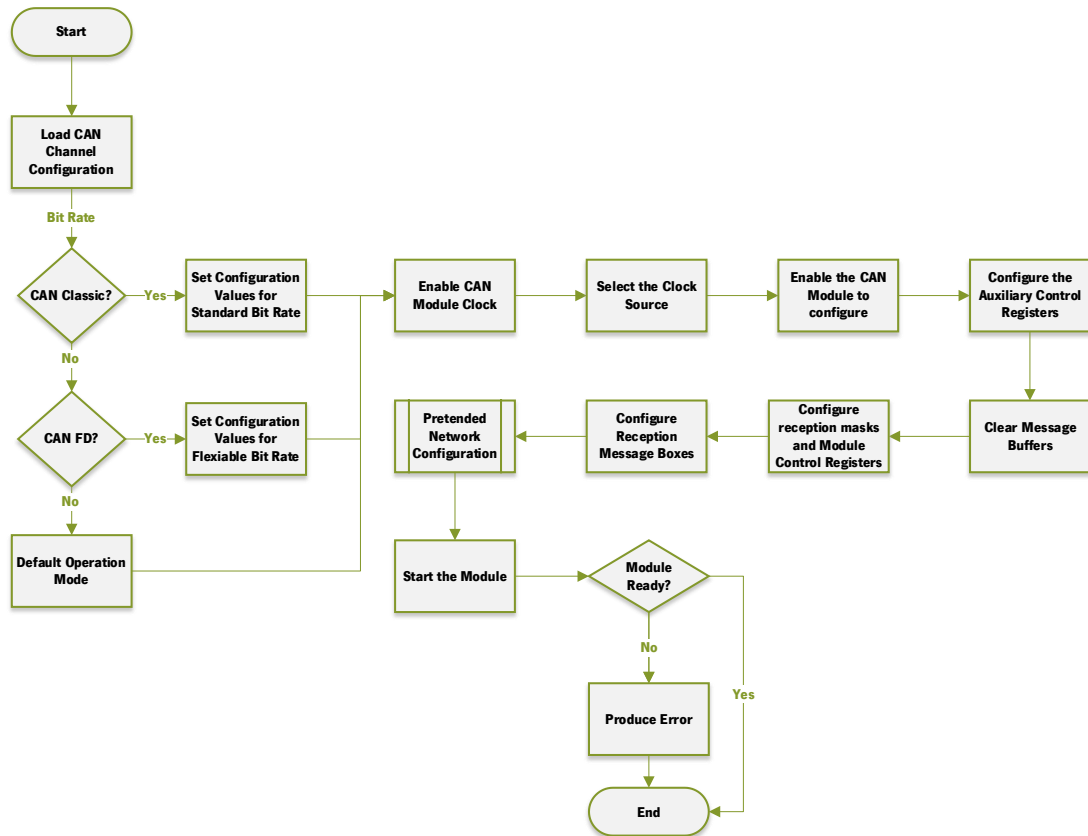 Start
Load CAN
Channel
Configuration
Bit Rate
CAN Classic?
Yes
Set Configuration
Values for
Standard Bit Rate
Enable CAN
Module Clock
Select the Clock
Source
Enable the CAN
Module to
configure
Configure the
Auxiliary Control
Registers
No
CAN FD?
Yes
Set Configuration
Values for
Flexiable Bit Rate
Pretended
Network
Configuration
Configure
Reception
Message Boxes
Configure
reception masks
and Module
Control Registers
Clear Message
Buffers
No
Default Operation
Mode
Start the Module
Module
Ready?
No
Yes
Produce Error
End